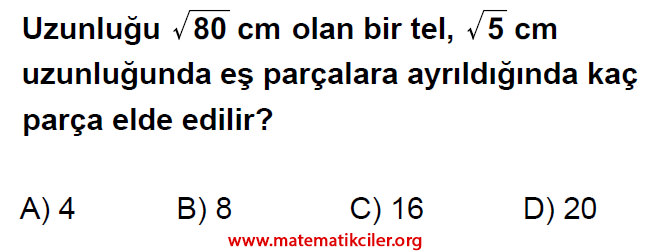 Uzunluğu √80 cm olan bir tel, √5 cm
uzunluğunda eş parçalara ayrıldığında kaç
parça elde edilir?
A) 4 B) 8 C) 16 D) 20
www.matematikciler.org